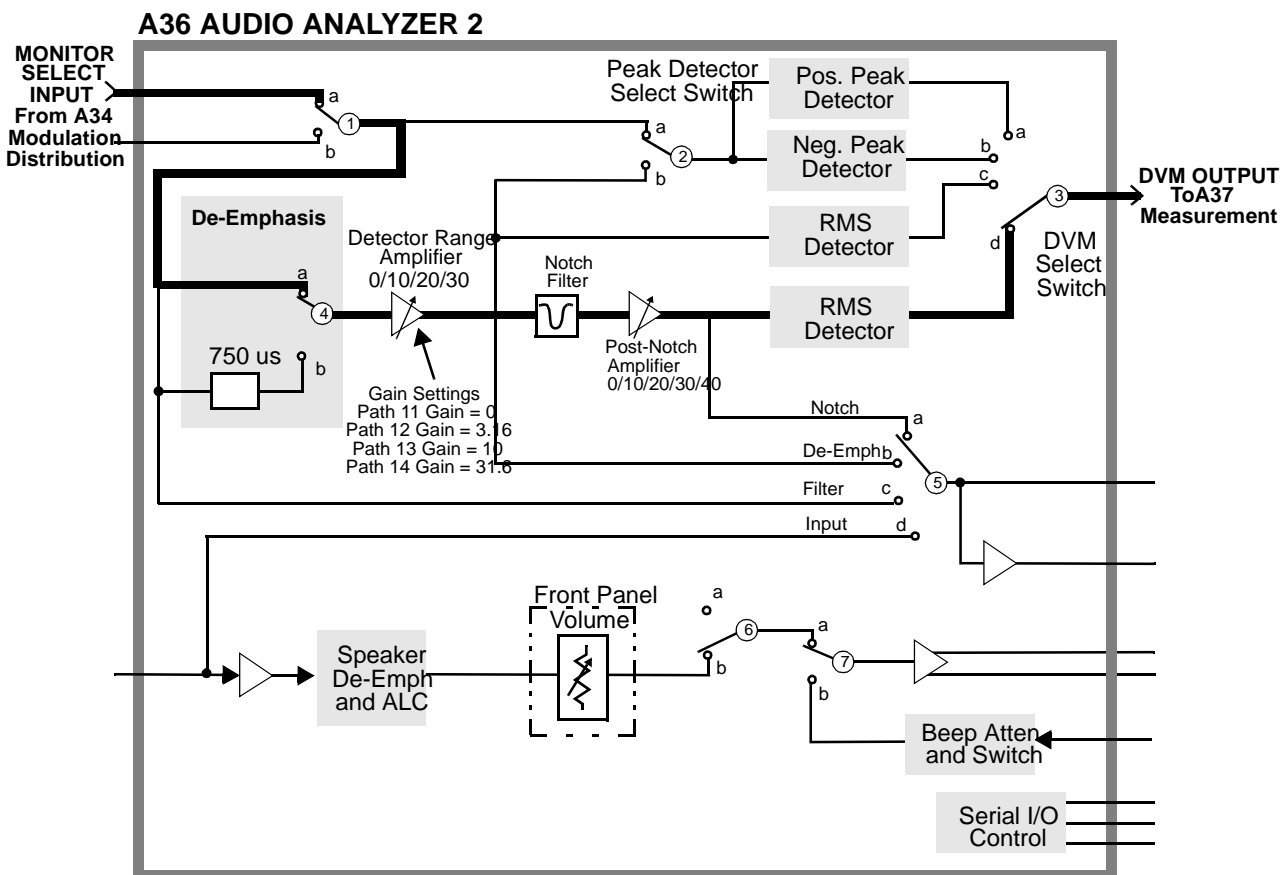 A36 AUDIO ANALYZER 2
MONITOR
SELECT
INPUT
From A34
Modulation
Distribution
a
1
b
Peak Detector
Select Switch
a
2
b
Pos. Peak
Detector
Neg. Peak
Detector
RMS
Detector
RMS
Detector
a
b
c
3
d
DVM
Select
Switch
DVM OUTPUT
ToA37
Measurement
De-Emphasis
a
4
750 us
b
Detector Range
Amplifier
0/10/20/30
Notch
Filter
Post-Notch
Amplifier
0/10/20/30/40
Gain Settings
Path 11 Gain = 0
Path 12 Gain = 3.16
Path 13 Gain = 10
Path 14 Gain = 31.6
Notch
a
De-Emph
b
5
Filter
c
Input
d
Speaker
De-Emph
and ALC
Front Panel
Volume
a
6
b
a
7
b
Beep Atten
and Switch
Serial I/O
Control